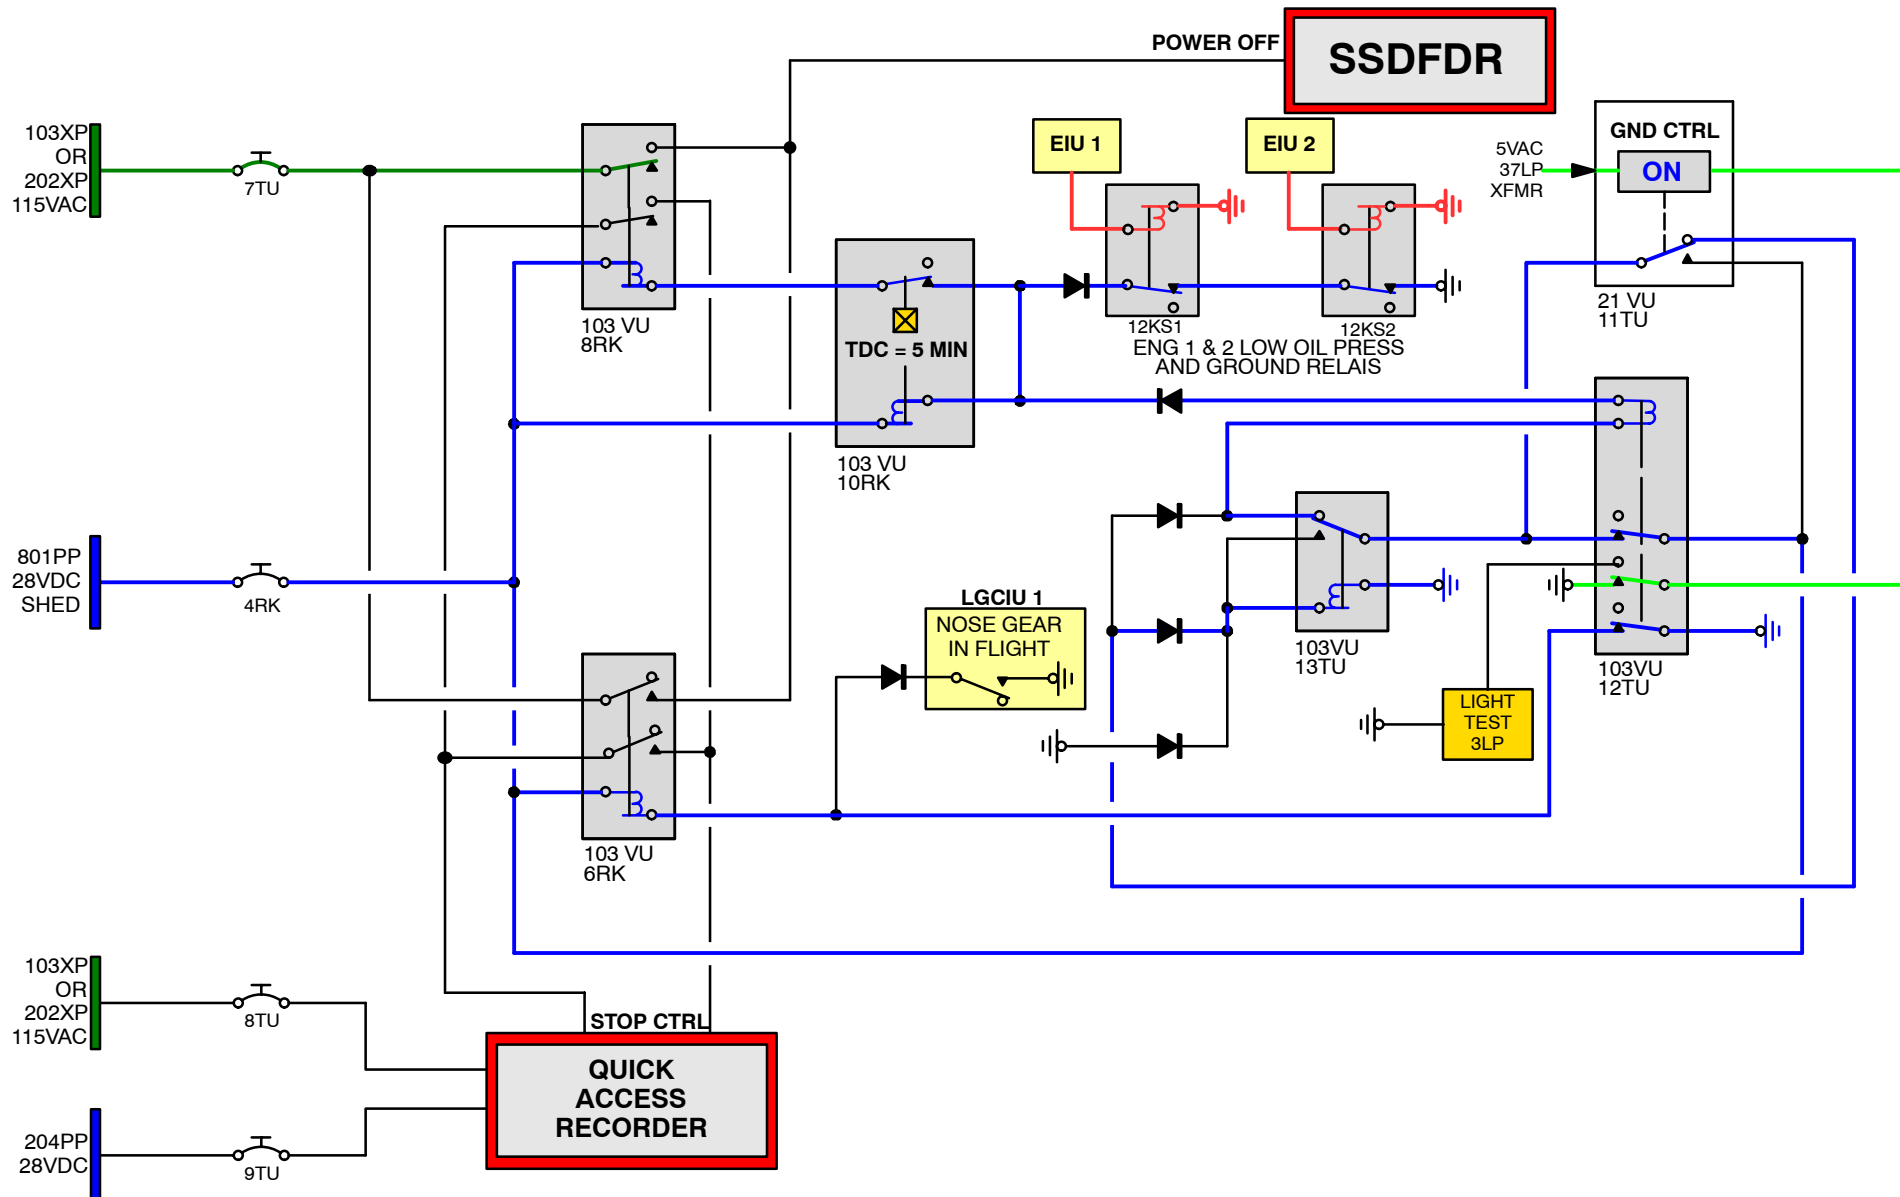 POWER OFF
SSDFDR
103XP
OR
202XP
115VAC
7TU
103 VU
8RK
EIU 1
EIU 2
5VAC
37LP
XFMR
GND CTRL
ON
21 VU
11TU
TDC = 5 MIN
103 VU
10RK
12KS1
12KS2
ENG 1 & 2 LOW OIL PRESS
AND GROUND RELAIS
801PP
28VDC
SHED
4RK
LGCIU 1
NOSE GEAR
IN FLIGHT
103VU
13TU
103VU
12TU
LIGHT
TEST
3LP
103 VU
6RK
103XP
OR
202XP
115VAC
8TU
STOP CTRL
QUICK
ACCESS
RECORDER
204PP
28VDC
9TU